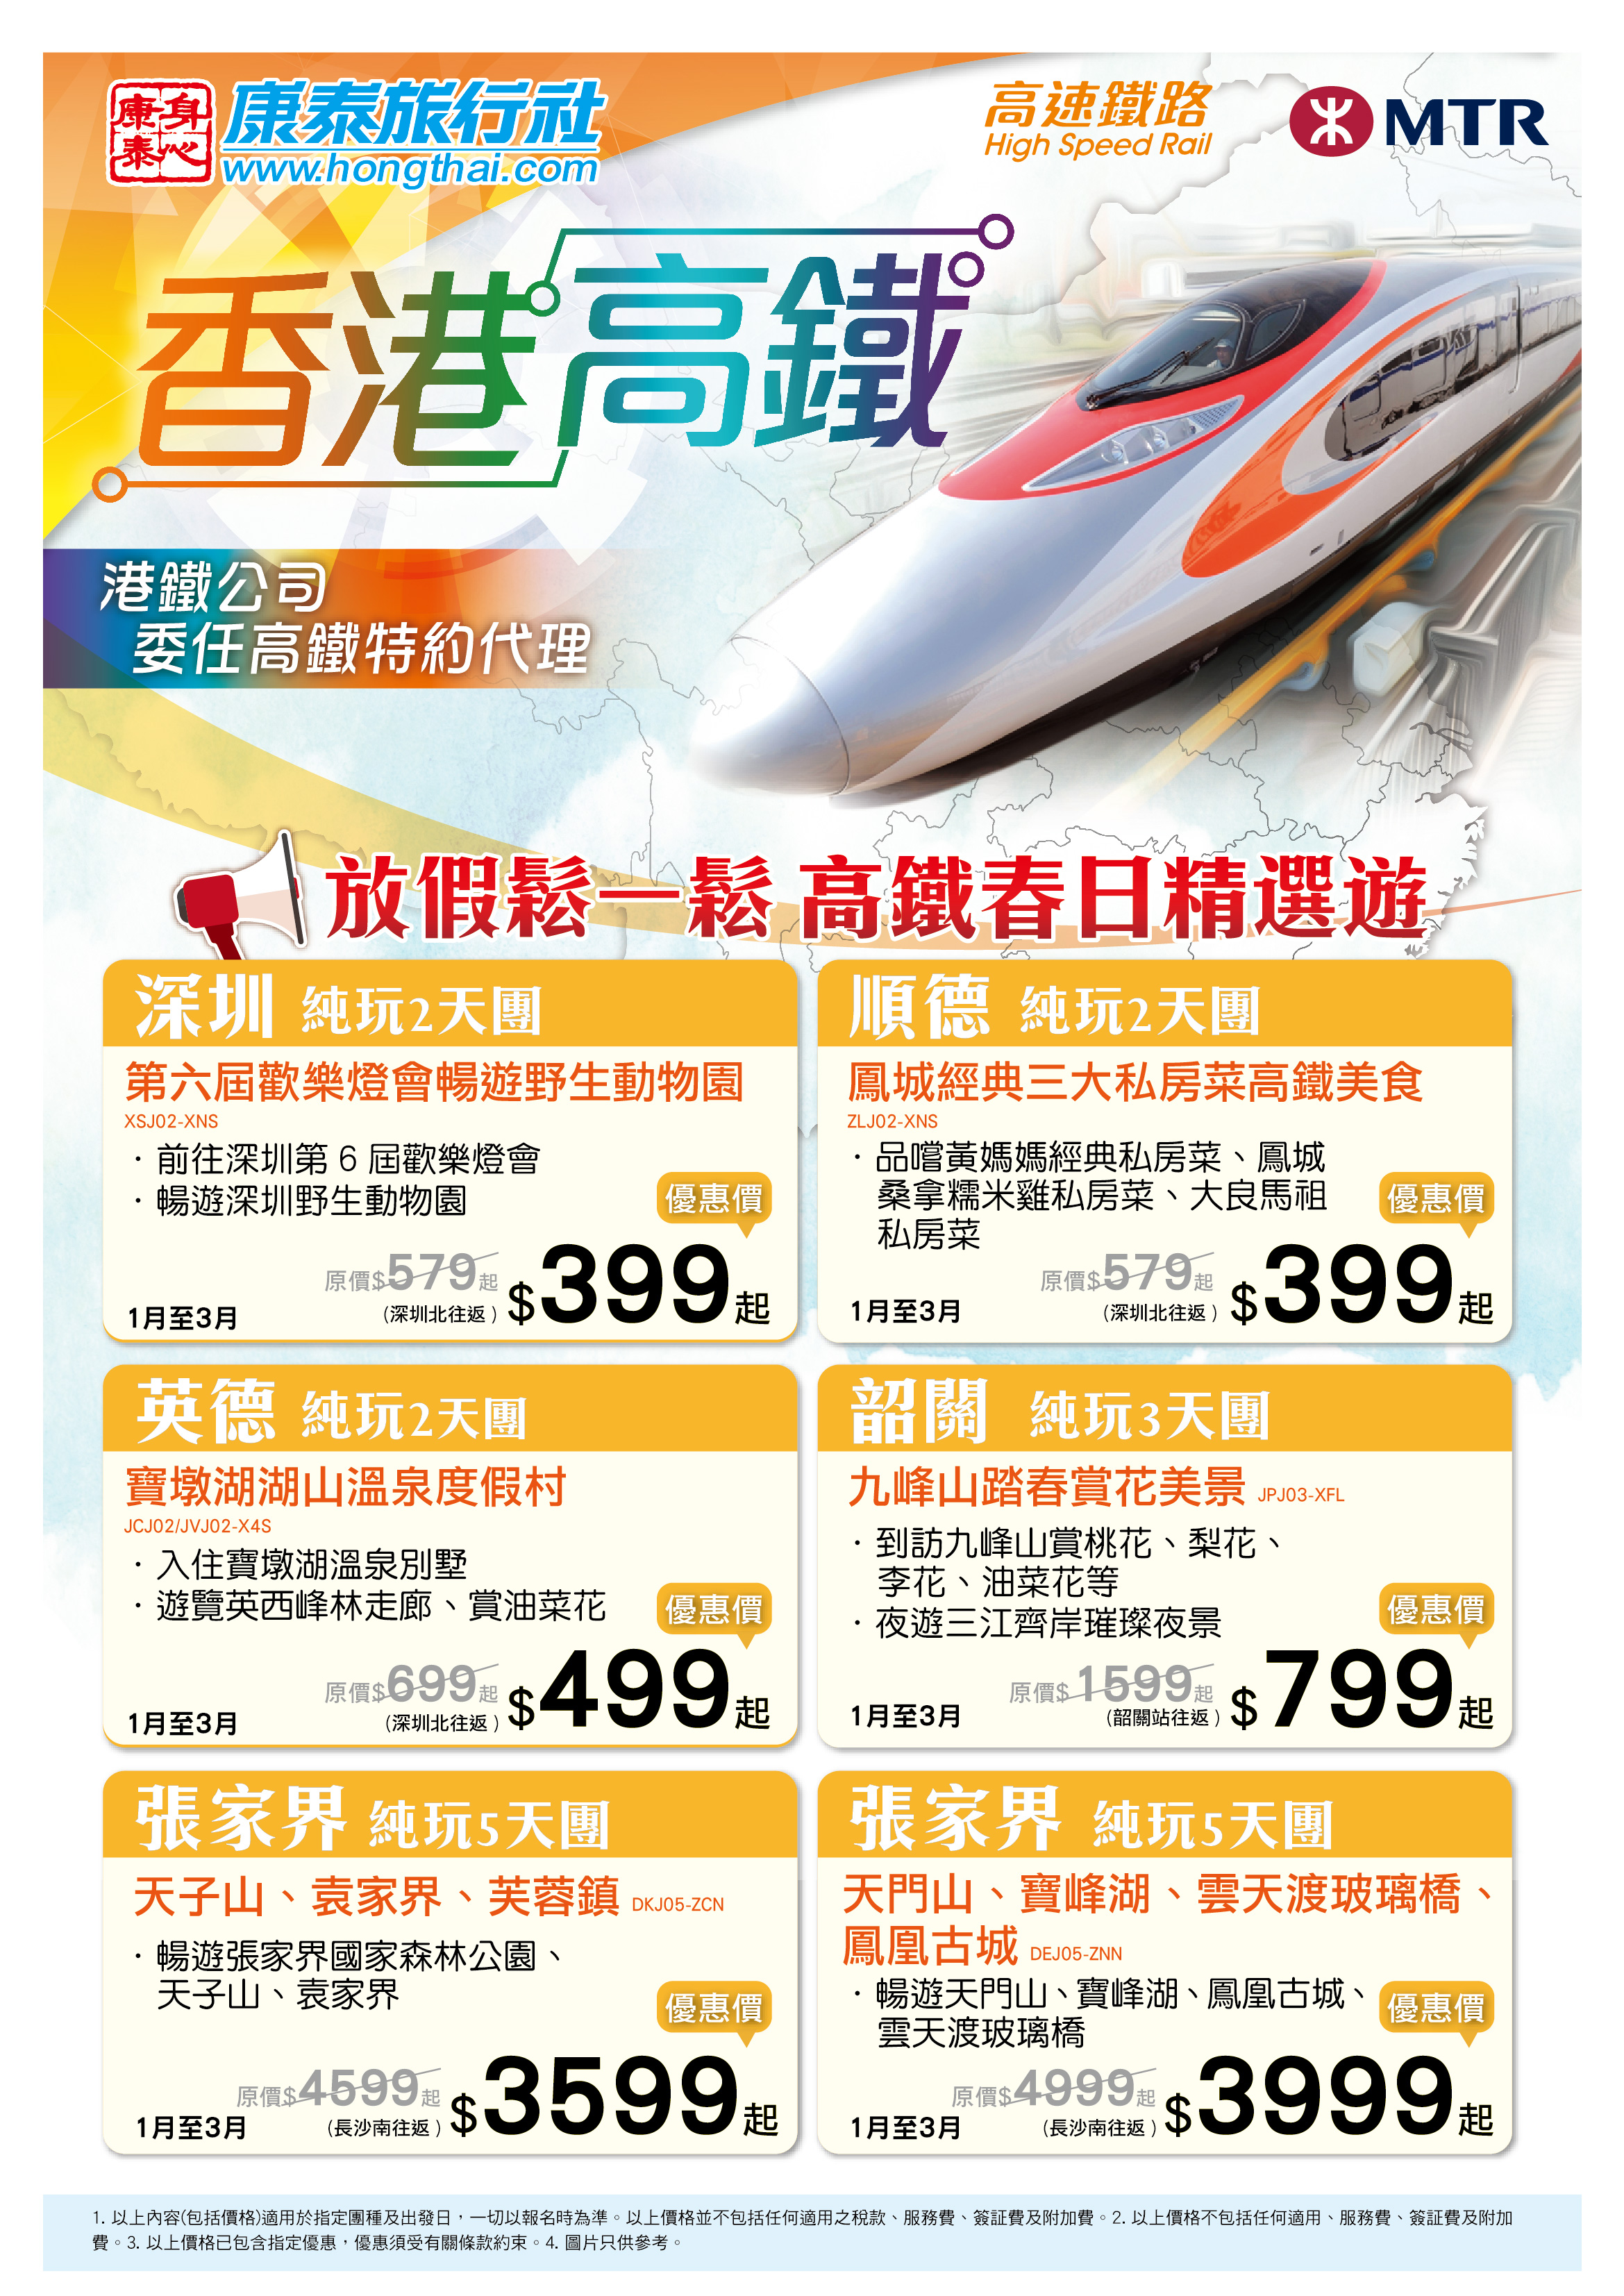 康泰
身心
康泰旅行社
www.hongthai.com
高速鐵路
High Speed Rail
MTR
香港高鐵
港鐵公司
委任高鐵特約代理
放假鬆一鬆 高鐵春日精選遊
深圳 純玩2天團
第六屆歡樂燈會暢遊野生動物園
XSJ02-XNS
·前往深圳第 6 屆歡樂燈會
·暢遊深圳野生動物園
優惠價
原價$579起
(深圳北往返)
$399起
1月至3月
順德 純玩2天團
鳳城經典三大私房菜高鐵美食
ZLJ02-XNS
·品嚐黃媽媽經典私房菜、鳳城
桑拿糯米雞私房菜、大良馬祖
私房菜
優惠價
原價$579起
(深圳北往返)
$399起
1月至3月
英德 純玩2天團
寶墩湖湖山溫泉度假村
JCJ02/JVJ02-X4S
·入住寶墩湖溫泉別墅
·遊覽英西峰林走廊、賞油菜花
優惠價
原價$699起
(深圳北往返)
$499起
1月至3月
韶關 純玩3天團
九峰山踏春賞花美景 JPJ03-XFL
·到訪九峰山賞桃花、梨花、
李花、油菜花等
·夜遊三江齊岸璀璨夜景
優惠價
原價$1599起
(韶關站往返)
$799起
1月至3月
張家界 純玩5天團
天子山、袁家界、芙蓉鎮 DKJ05-ZCN
·暢遊張家界國家森林公園、
天子山、袁家界
優惠價
原價$4599起
(長沙南往返)
$3599起
1月至3月
張家界 純玩5天團
天門山、寶峰湖、雲天渡玻璃橋、
鳳凰古城 DEJ05-ZNN
·暢遊天門山、寶峰湖、鳳凰古城、
雲天渡玻璃橋
優惠價
原價$4999起
(長沙南往返)
$3999起
1月至3月
1. 以上內容(包括價格)適用於指定團種及出發日，一切以報名時為準。以上價格並不包括任何適用之稅款、服務費、簽証費及附加費。2. 以上價格不包括任何適用、服務費、簽証費及附加
費。3. 以上價格已包含指定優惠，優惠須受有關條款約束。4. 圖片只供參考。